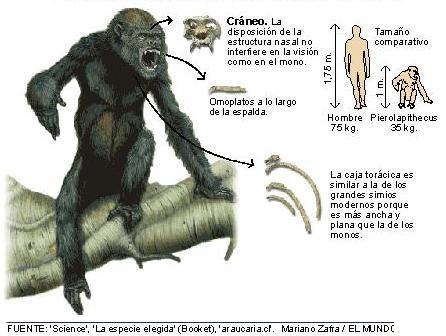 Cráneo. La
disposición de la
estructura nasal no
interfiere en la visión
como en el mono.
Omoplatos a lo largo
de la espalda.
Tamaño
comparativo
1,75 m.
1 m.
Hombre
75 kg.
Pierolapithecus
35 kg.
La caja torácica es
similar a la de los
grandes simios
modernos porque
es más ancha y
plana que la de los
monos.
FUENTE: 'Science', 'La especie elegida' (Booket), 'araucaria.cl'. Mariano Zafra / EL MUNDO